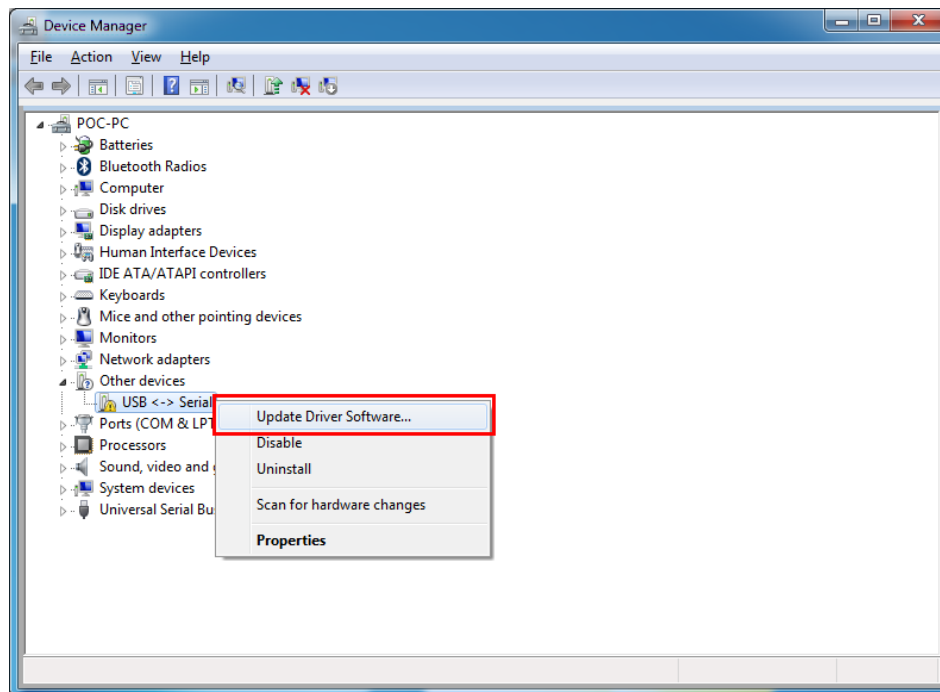 Device Manager
File Action View Help
POC-PC
Batteries
Bluetooth Radios
Computer
Disk drives
Display adapters
Human Interface Devices
IDE ATA/ATAPI controllers
Keyboards
Mice and other pointing devices
Monitors
Network adapters
Other devices
USB <-> Serial
Update Driver Software...
Ports (COM & LPT
Disable
Processors
Sound, video and
Uninstall
System devices
Scan for hardware changes
Universal Serial Bu
Properties